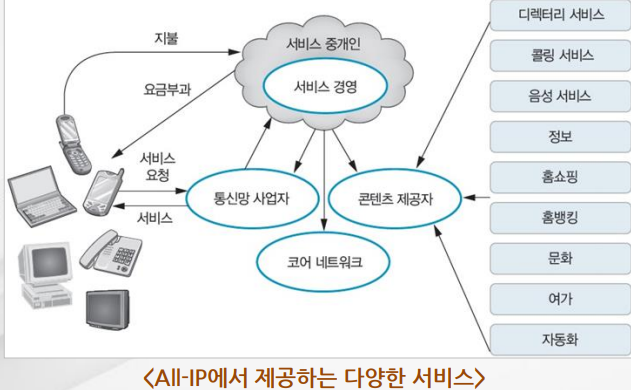 지불
요금부과
서비스
요청
서비스
서비스 중개인
서비스 경영
통신망 사업자
콘텐츠 제공자
코어 네트워크
디렉터리 서비스
콜링 서비스
음성 서비스
정보
홈쇼핑
홈뱅킹
문화
여가
자동화
<All-IP에서 제공하는 다양한 서비스>